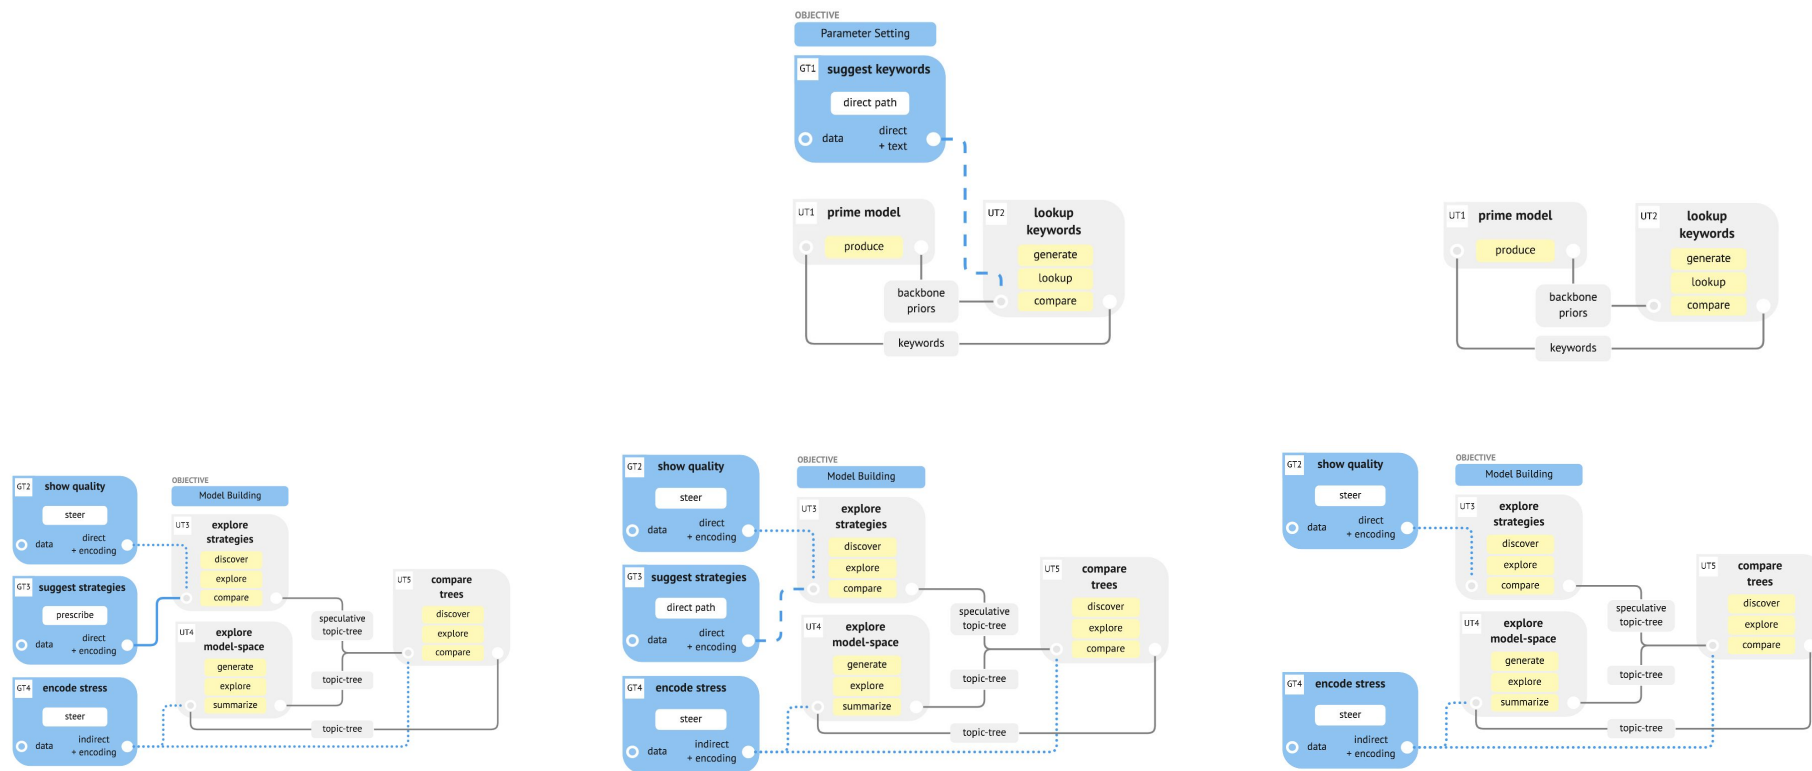 OBJECTIVE
Parameter Setting
GT1 suggest keywords
direct path
data
direct
+ text
UT1 prime model
produce
UT2 lookup
keywords
generate
lookup
compare
backbone
priors
keywords
UT1 prime model
produce
UT2 lookup
keywords
generate
lookup
compare
backbone
priors
keywords
GT2 show quality
steer
data
direct
+ encoding
GT3 suggest strategies
prescribe
data
direct
+ encoding
GT4 encode stress
steer
data
indirect
+ encoding
OBJECTIVE
Model Building
UT3 explore
strategies
discover
explore
compare
UT4 explore
model-space
generate
explore
summarize
speculative
topic-tree
topic-tree
topic-tree
UT5 compare
trees
discover
explore
compare
GT2 show quality
steer
data
direct
+ encoding
GT3 suggest strategies
direct path
data
direct
+ encoding
GT4 encode stress
steer
data
indirect
+ encoding
OBJECTIVE
Model Building
UT3 explore
strategies
discover
explore
compare
UT4 explore
model-space
generate
explore
summarize
speculative
topic-tree
topic-tree
topic-tree
UT5 compare
trees
discover
explore
compare
GT2 show quality
steer
data
direct
+ encoding
GT4 encode stress
steer
data
indirect
+ encoding
OBJECTIVE
Model Building
UT3 explore
strategies
discover
explore
compare
UT4 explore
model-space
generate
explore
summarize
speculative
topic-tree
topic-tree
topic-tree
UT5 compare
trees
discover
explore
compare